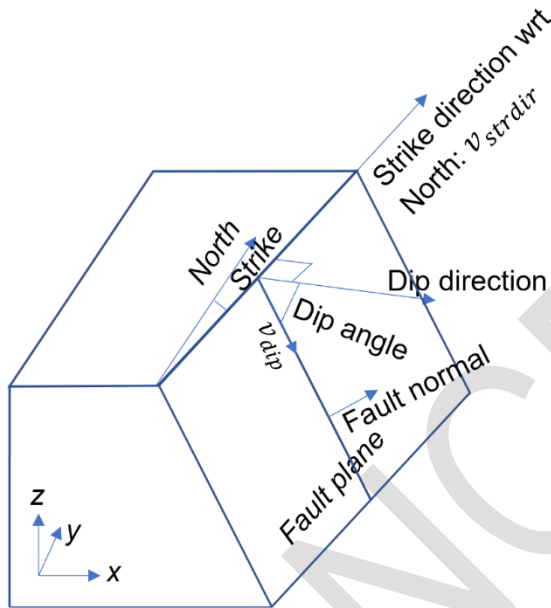 Strike direction wrt
North: v_strdir
North
Strike
Dip direction
Dip angle
v_dip
Fault normal
Fault plane
z
y
x